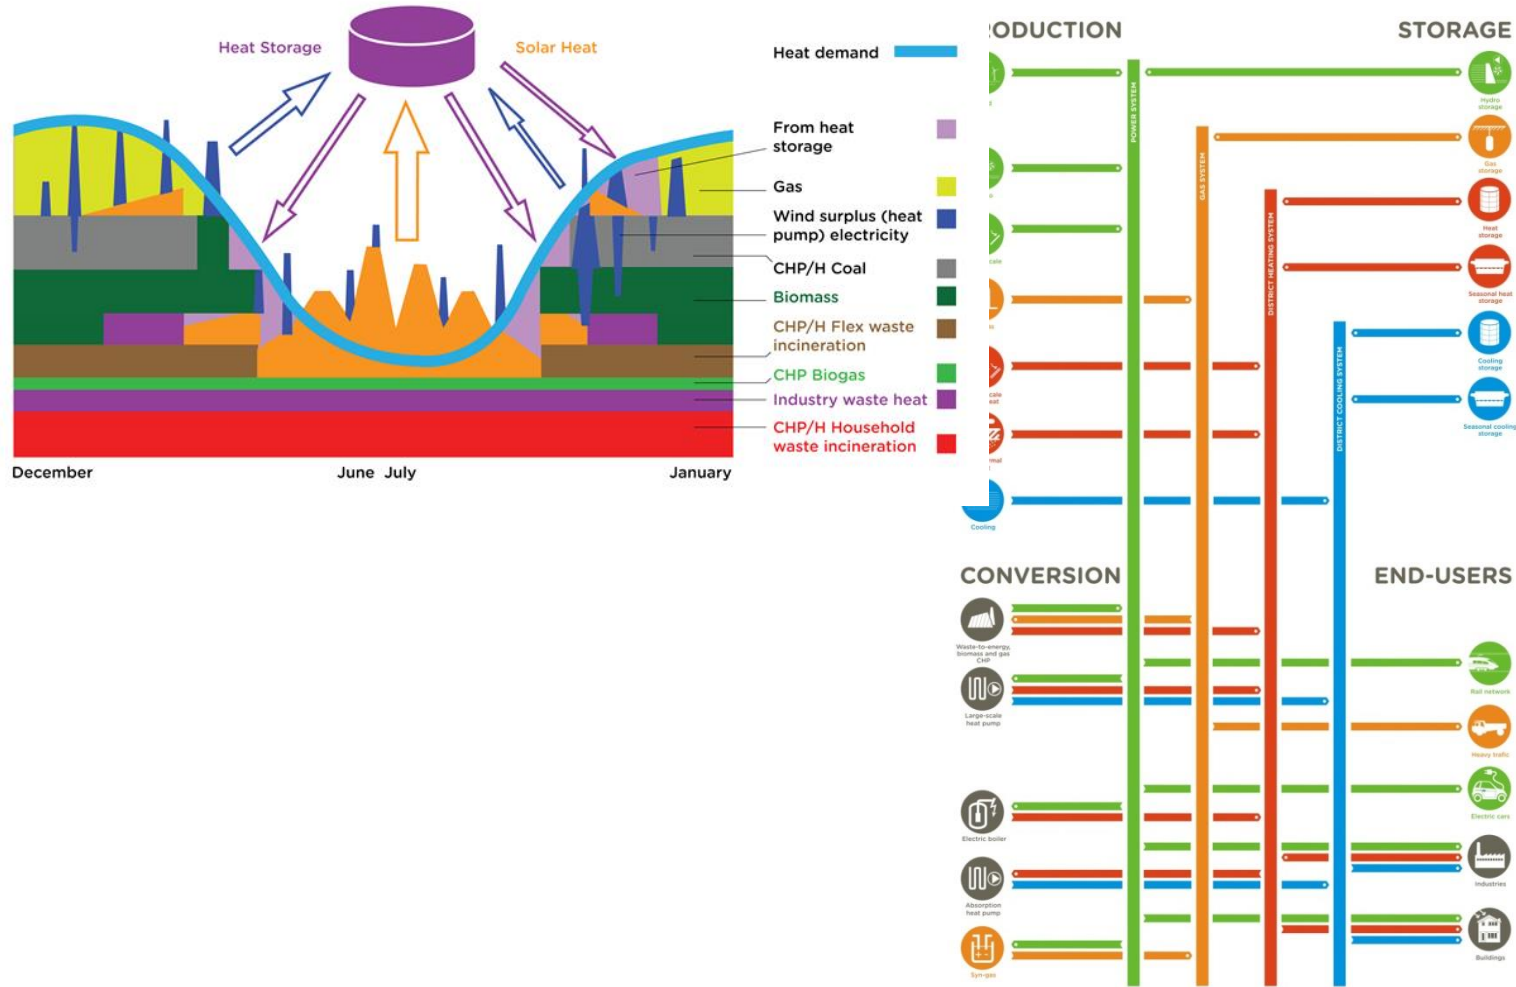 Heat Storage
Solar Heat
Heat demand
From heat
storage
Gas
Wind surplus (heat
pump) electricity
CHP/H Coal
Biomass
CHP/H Flex waste
incineration
CHP Biogas
Industry waste heat
CHP/H Household
waste incineration
December
June July
January
RODUCTION
STORAGE
POWER SYSTEM
GAS SYSTEM
DISTRICT HEATING SYSTEM
DISTRICT COOLING SYSTEM
Hydro
storage
Gas
storage
Heat
storage
Seasonal heat
storage
Cooling
storage
Seasonal cooling
storage
Cooling
CONVERSION
END-USERS
Waste-to-energy,
biomass and gas
CHP
Large-scale
heat pump
Electric boiler
Absorption
heat pump
Syn-gas
Rail network
Heavy trafic
Electric cars
Industries
Buildings